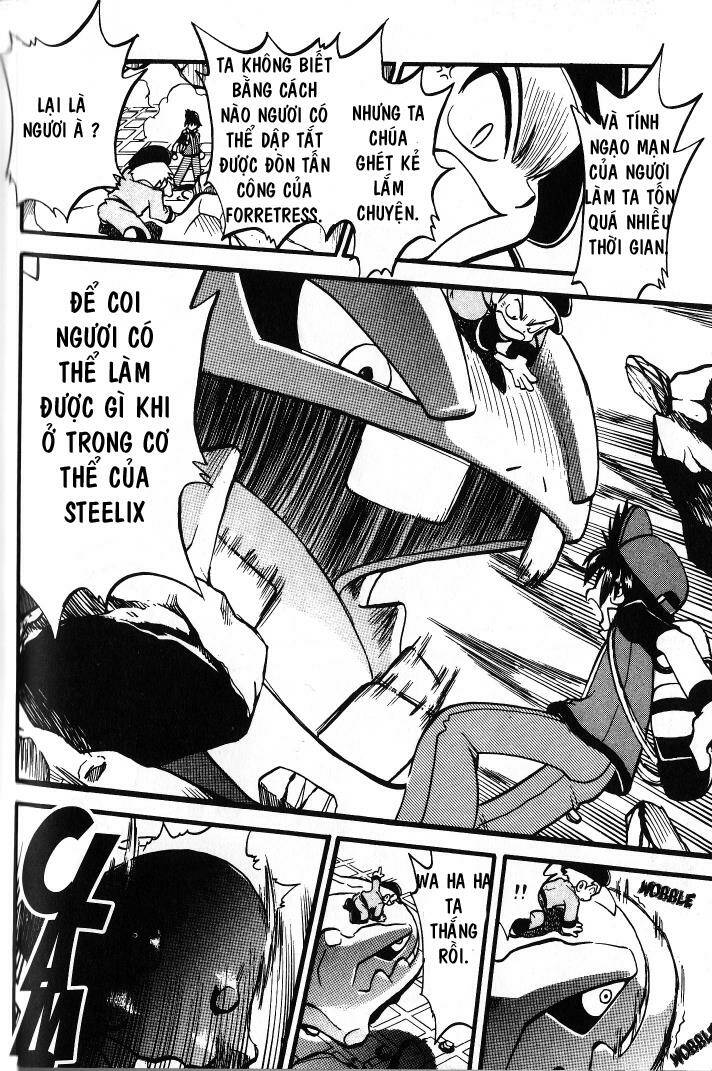 LẠI LÀ
NGƯƠI À ?
TA KHÔNG BIẾT
BẰNG CÁCH
NÀO NGƯƠI CÓ
THỂ DẬP TẮT
ĐƯỢC ĐÒN TẤN
CÔNG CỦA
FORRETRESS.
NHƯNG TA
CHÚA
GHÉT KẺ
LẮM
CHUYỆN.
VÀ TÍNH
NGẠO MẠN
CỦA NGƯƠI
LÀM TA TỐN
QUÁ NHIỀU
THỜI GIAN.
ĐỂ COI
NGƯƠI CÓ
THỂ LÀM
ĐƯỢC GÌ KHI
Ở TRONG CƠ
THỂ CỦA
STEELIX
CLAM
WA HA HA
TA
THẮNG
RỒI.
!!
WOBBLE
WOBBLE